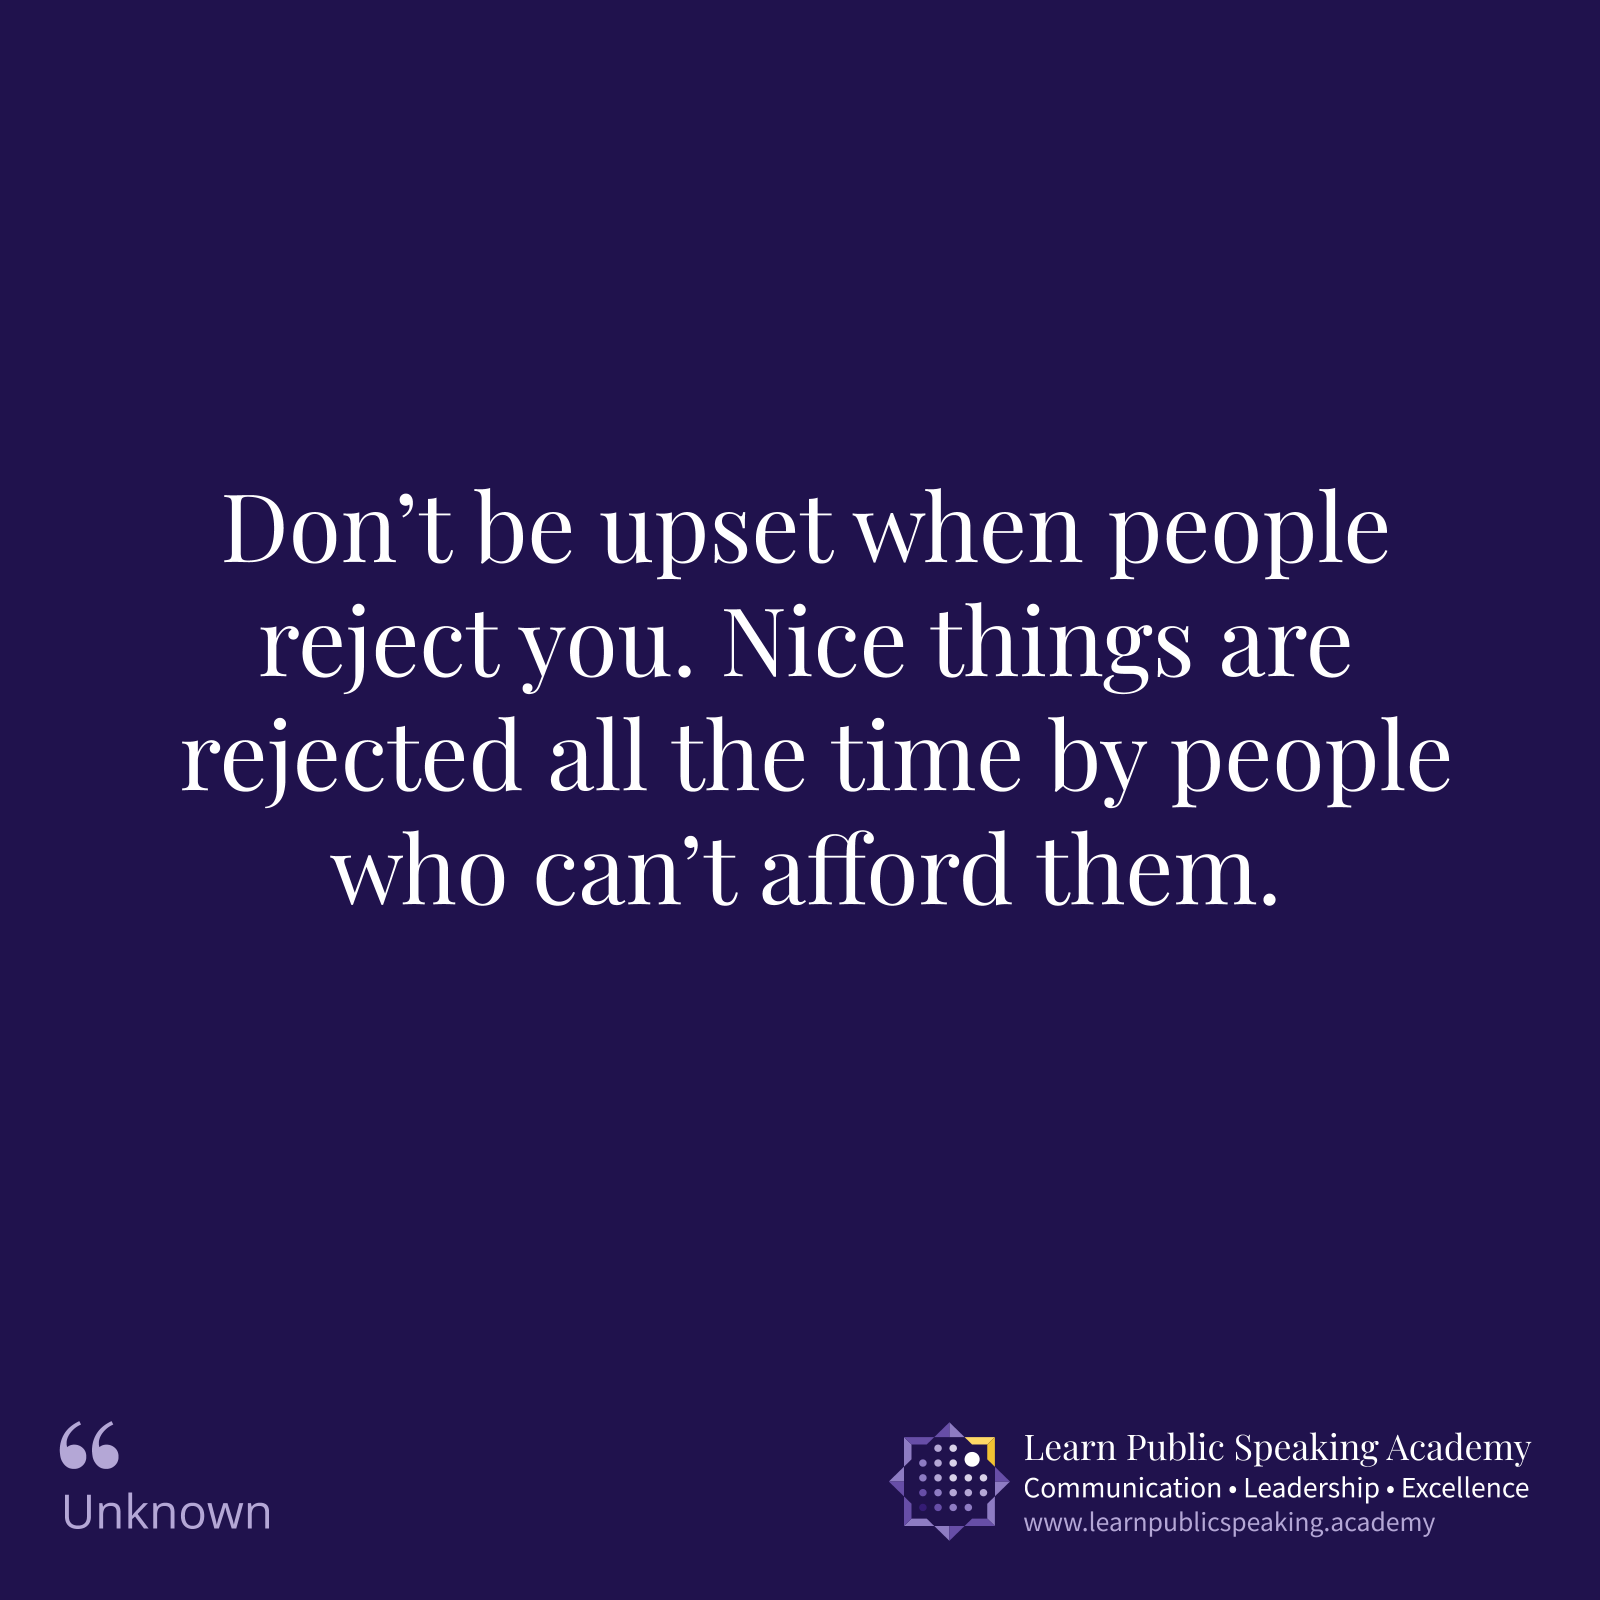 Don’t be upset when people
reject you. Nice things are
rejected all the time by people
who can’t afford them.
“
Unknown
Learn Public Speaking Academy
Communication • Leadership • Excellence
www.learnpublicspeaking.academy